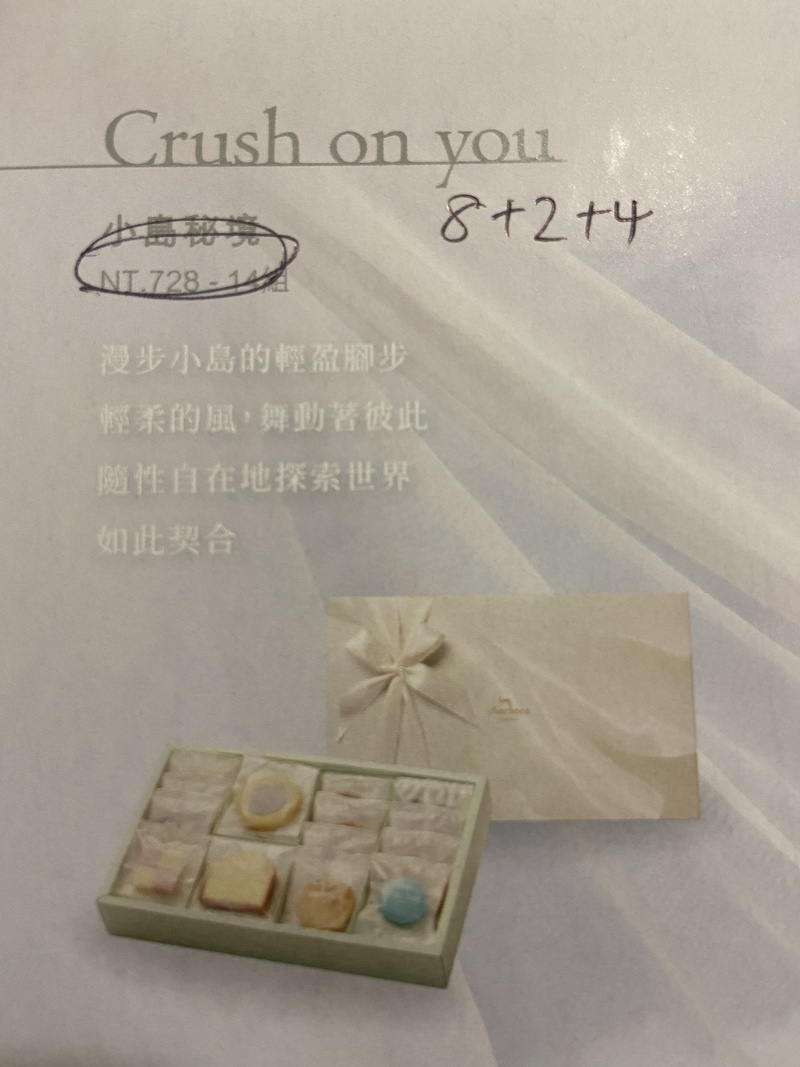 Crush on you
小島秘境
8+2+4
NT.728 - 14組
漫步小島的輕盈腳步
輕柔的風，舞動著彼此
隨性自在地探索世界
如此契合